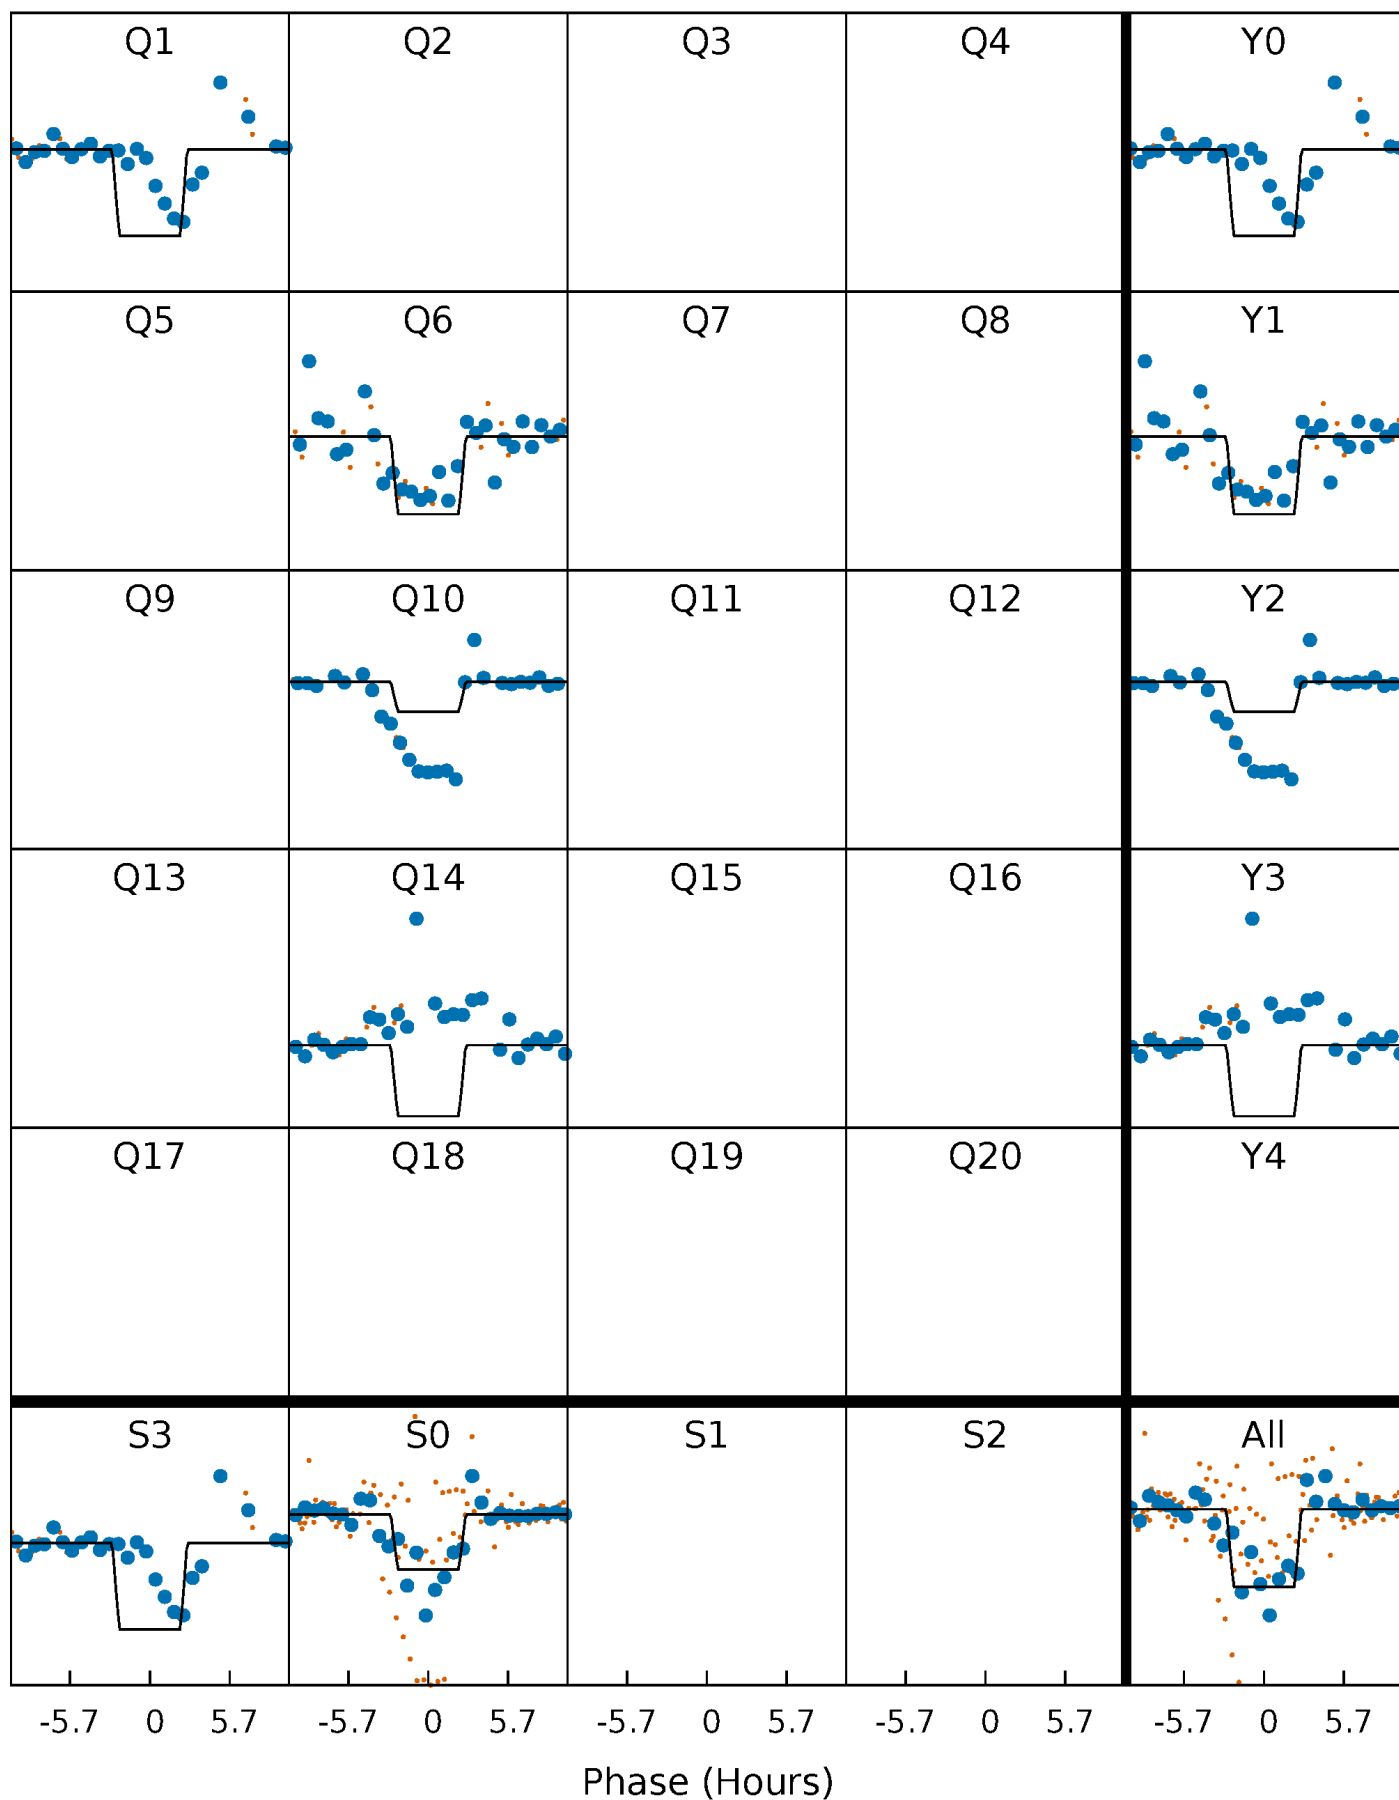 Q1 Q2 Q3 Q4 Y0
Q5 Q6 Q7 Q8 Y1
Q9 Q10 Q11 Q12 Y2
Q13 Q14 Q15 Q16 Y3
Q17 Q18 Q19 Q20 Y4
S3 S0 S1 S2 All
-5.7 0 5.7 -5.7 0 5.7 -5.7 0 5.7 -5.7 0 5.7 -5.7 0 5.7
Phase (Hours)